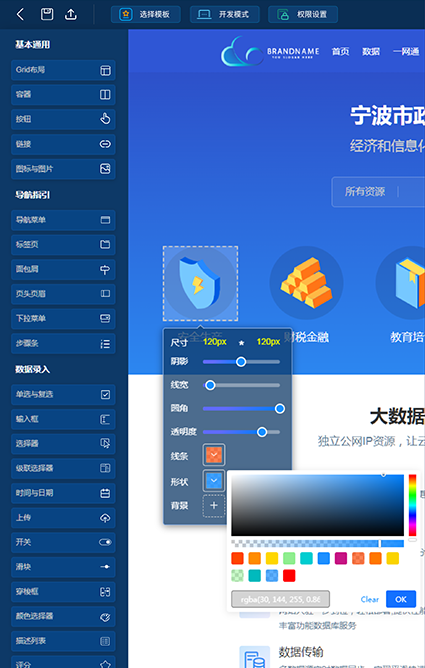 选择模板 开发模式 权限设置
基本通用
Grid布局
容器
按钮
链接
图标与图片
导航指引
导航菜单
标签页
面包屑
页头页眉
下拉菜单
步骤条
数据录入
单选与复选
输入框
选择器
级联选择器
时间与日期
上传
开关
滑块
穿梭框
颜色选择器
描述列表
评分
BRANDNAME
YOU SLOGAN HERE
首页 数据 一网通
宁波市政
经济和信息化
所有资源
安全生产 财税金融 教育培
尺寸 120px * 120px
阴影
线宽
圆角
透明度
线条
形状
背景
大数据
独立公网IP资源，让云
rgba(30, 144, 255, 0.86
Clear OK
丰富功能数据库服务
数据传输